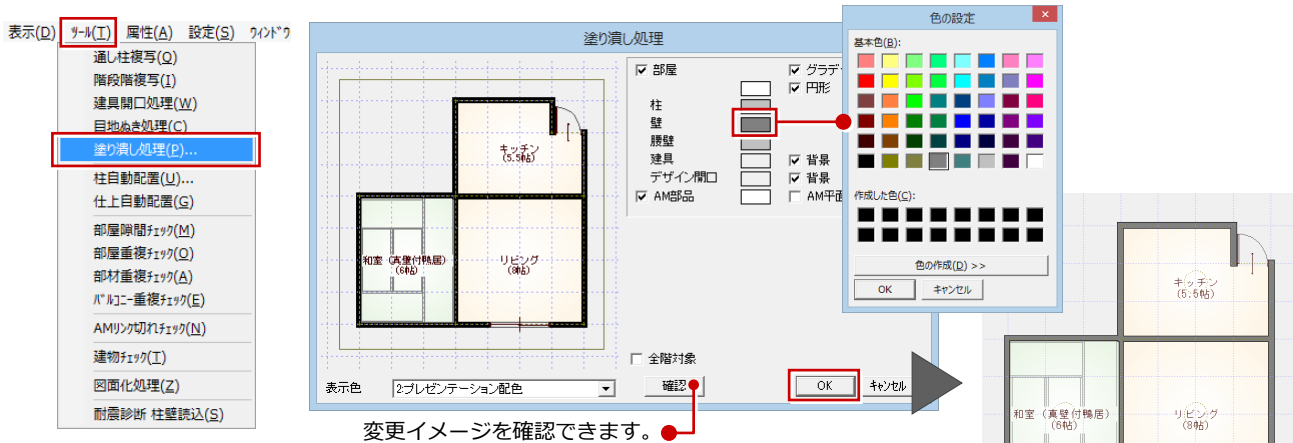 表示(D) ﾂｰﾙ(T) 属性(A) 設定(S) ｳｨﾝﾄﾞｳ
通し柱複写(Q)
階段階複写(I)
建具開口処理(W)
目地ぬき処理(C)
塗り潰し処理(P)...
柱自動配置(U)...
仕上自動配置(G)
部屋隙間ﾁｪｯｸ(M)
部屋重複ﾁｪｯｸ(O)
部材重複ﾁｪｯｸ(A)
ﾊﾞﾙｺﾆｰ重複ﾁｪｯｸ(E)
AMﾘﾝｸ切れﾁｪｯｸ(N)
建物ﾁｪｯｸ(T)
図面化処理(Z)
耐震診断 柱壁読込(S)
塗り潰し処理
キッチン
(5.5帖)
和室（真壁付鴨居）
(6帖)
リビング
(8帖)
部屋
グラデ
円形
柱
壁
腰壁
建具
背景
デザイン開口
背景
AM部品
AM平面
全階対象
表示色 2:プレゼンテーション配色
確認
OK
キャンセル
変更イメージを確認できます。
色の設定
×
基本色(B):
作成した色(C):
色の作成(D) >>
OK
キャンセル
キッチン
(5.5帖)
和室（真壁付鴨居）
(6帖)
リビング
(8帖)